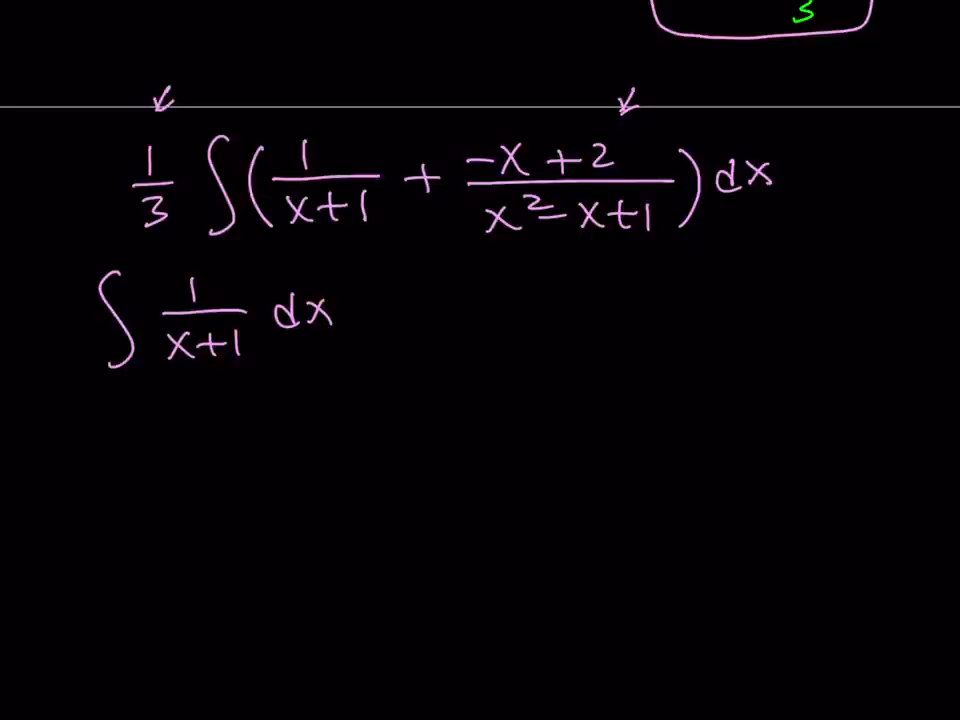 3
1/3 ∫(1/(x+1) + (-x+2)/(x²-x+1))dx
∫ 1/(x+1) dx